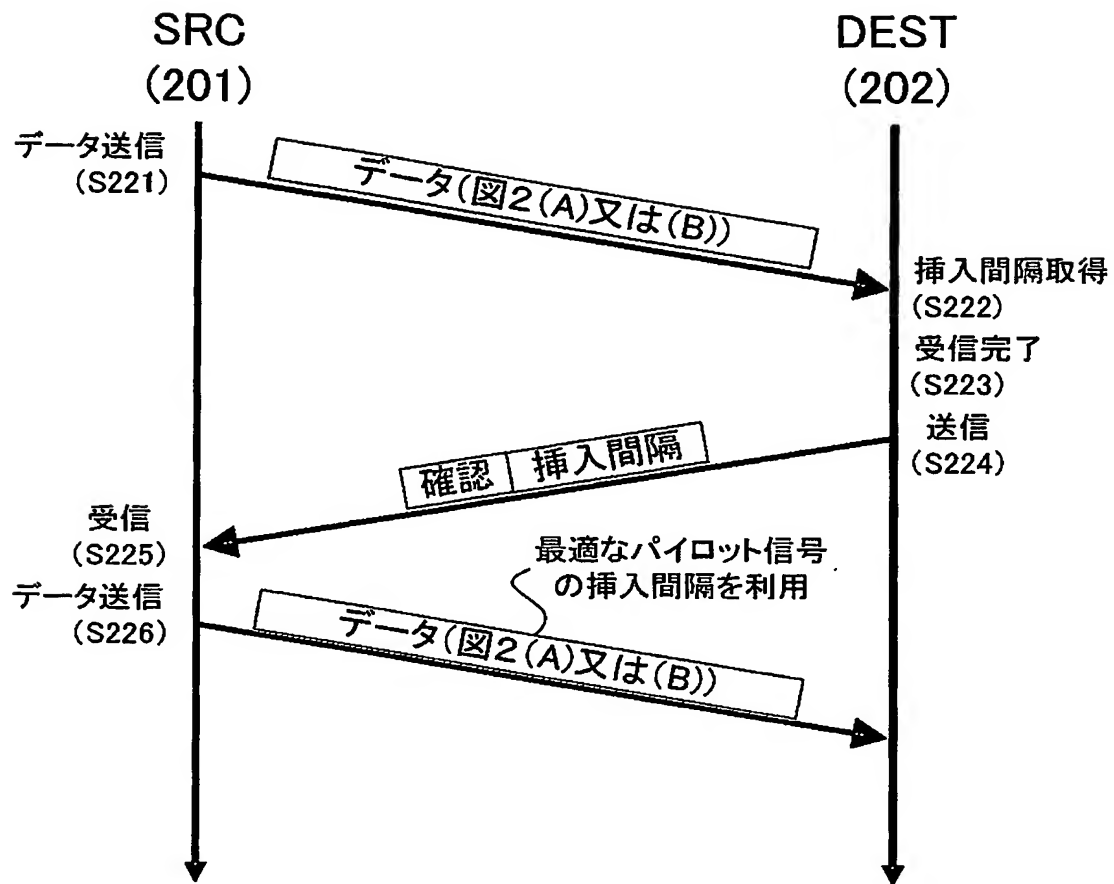 SRC
(201)
DEST
(202)
データ送信
(S221)
データ(図2(A)又は(B))
挿入間隔取得
(S222)
受信完了
(S223)
送信
(S224)
確認 挿入間隔
受信
(S225)
最適なパイロット信号
の挿入間隔を利用
データ送信
(S226)
データ(図2(A)又は(B))